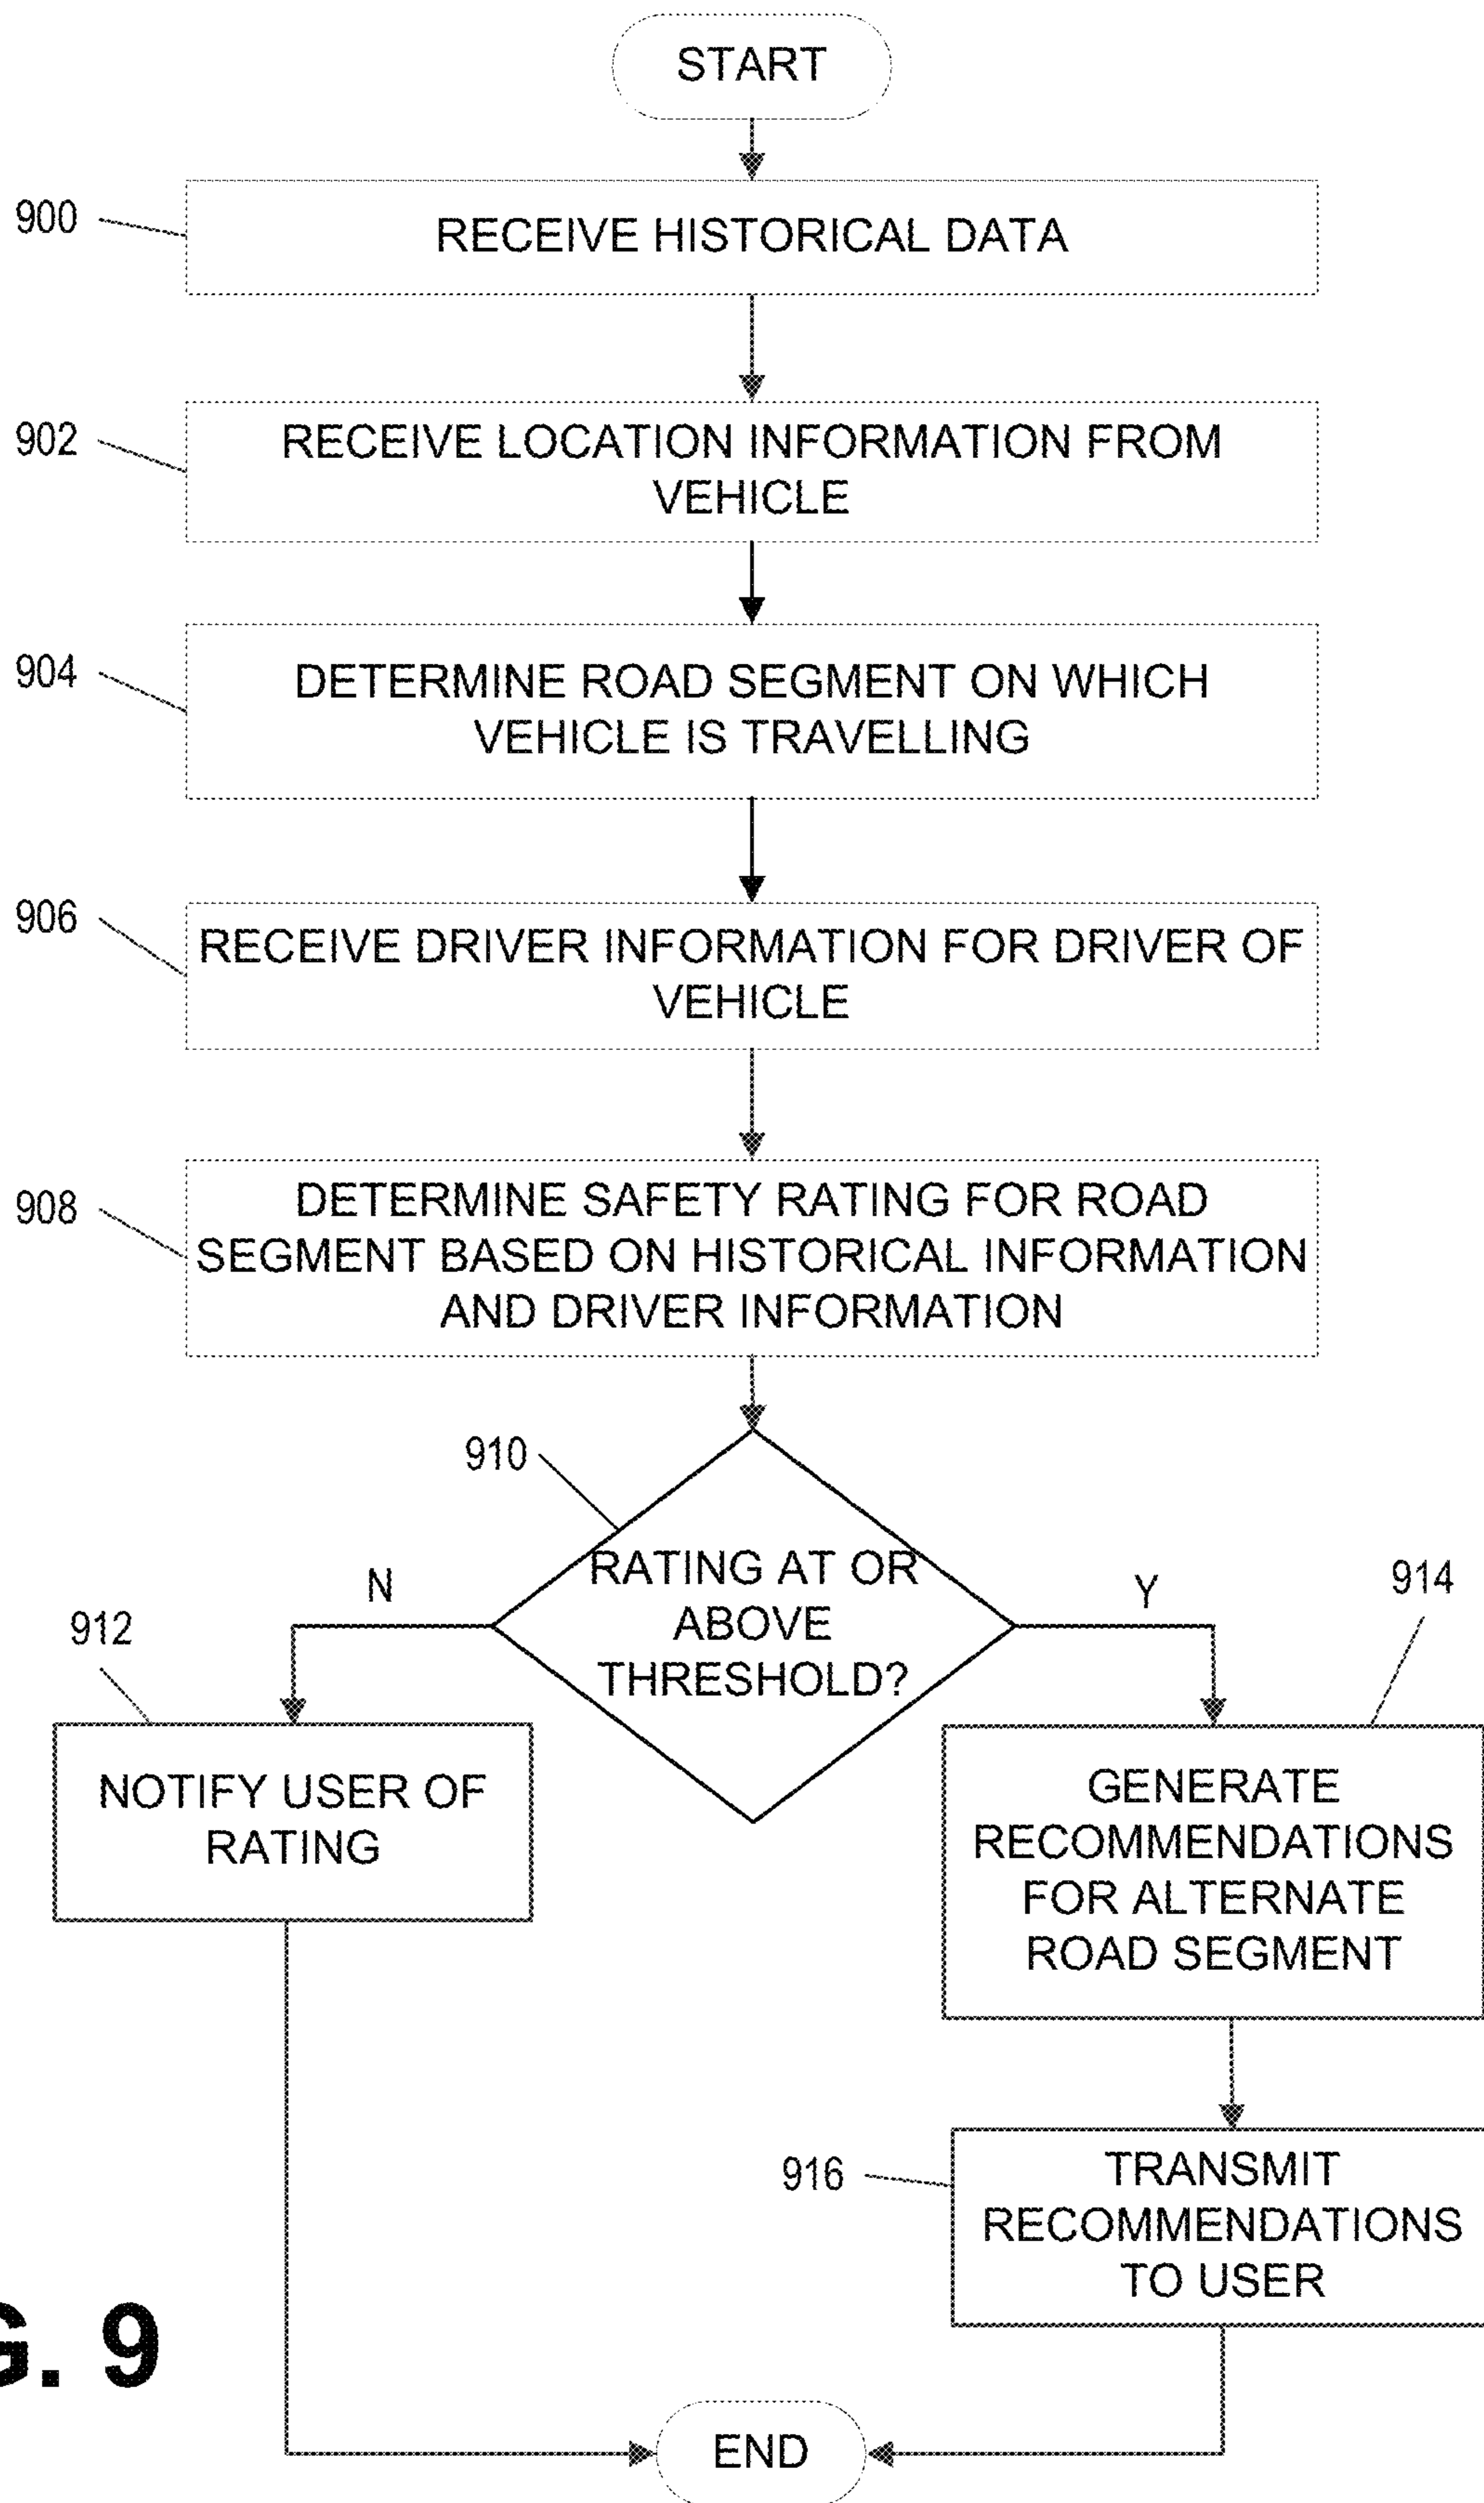 START
900
RECEIVE HISTORICAL DATA
902
RECEIVE LOCATION INFORMATION FROM
VEHICLE
904
DETERMINE ROAD SEGMENT ON WHICH
VEHICLE IS TRAVELLING
906
RECEIVE DRIVER INFORMATION FOR DRIVER OF
VEHICLE
908
DETERMINE SAFETY RATING FOR ROAD
SEGMENT BASED ON HISTORICAL INFORMATION
AND DRIVER INFORMATION
910
RATING AT OR
ABOVE
THRESHOLD?
N
Y
912
NOTIFY USER OF
RATING
914
GENERATE
RECOMMENDATIONS
FOR ALTERNATE
ROAD SEGMENT
916
TRANSMIT
RECOMMENDATIONS
TO USER
G. 9
END